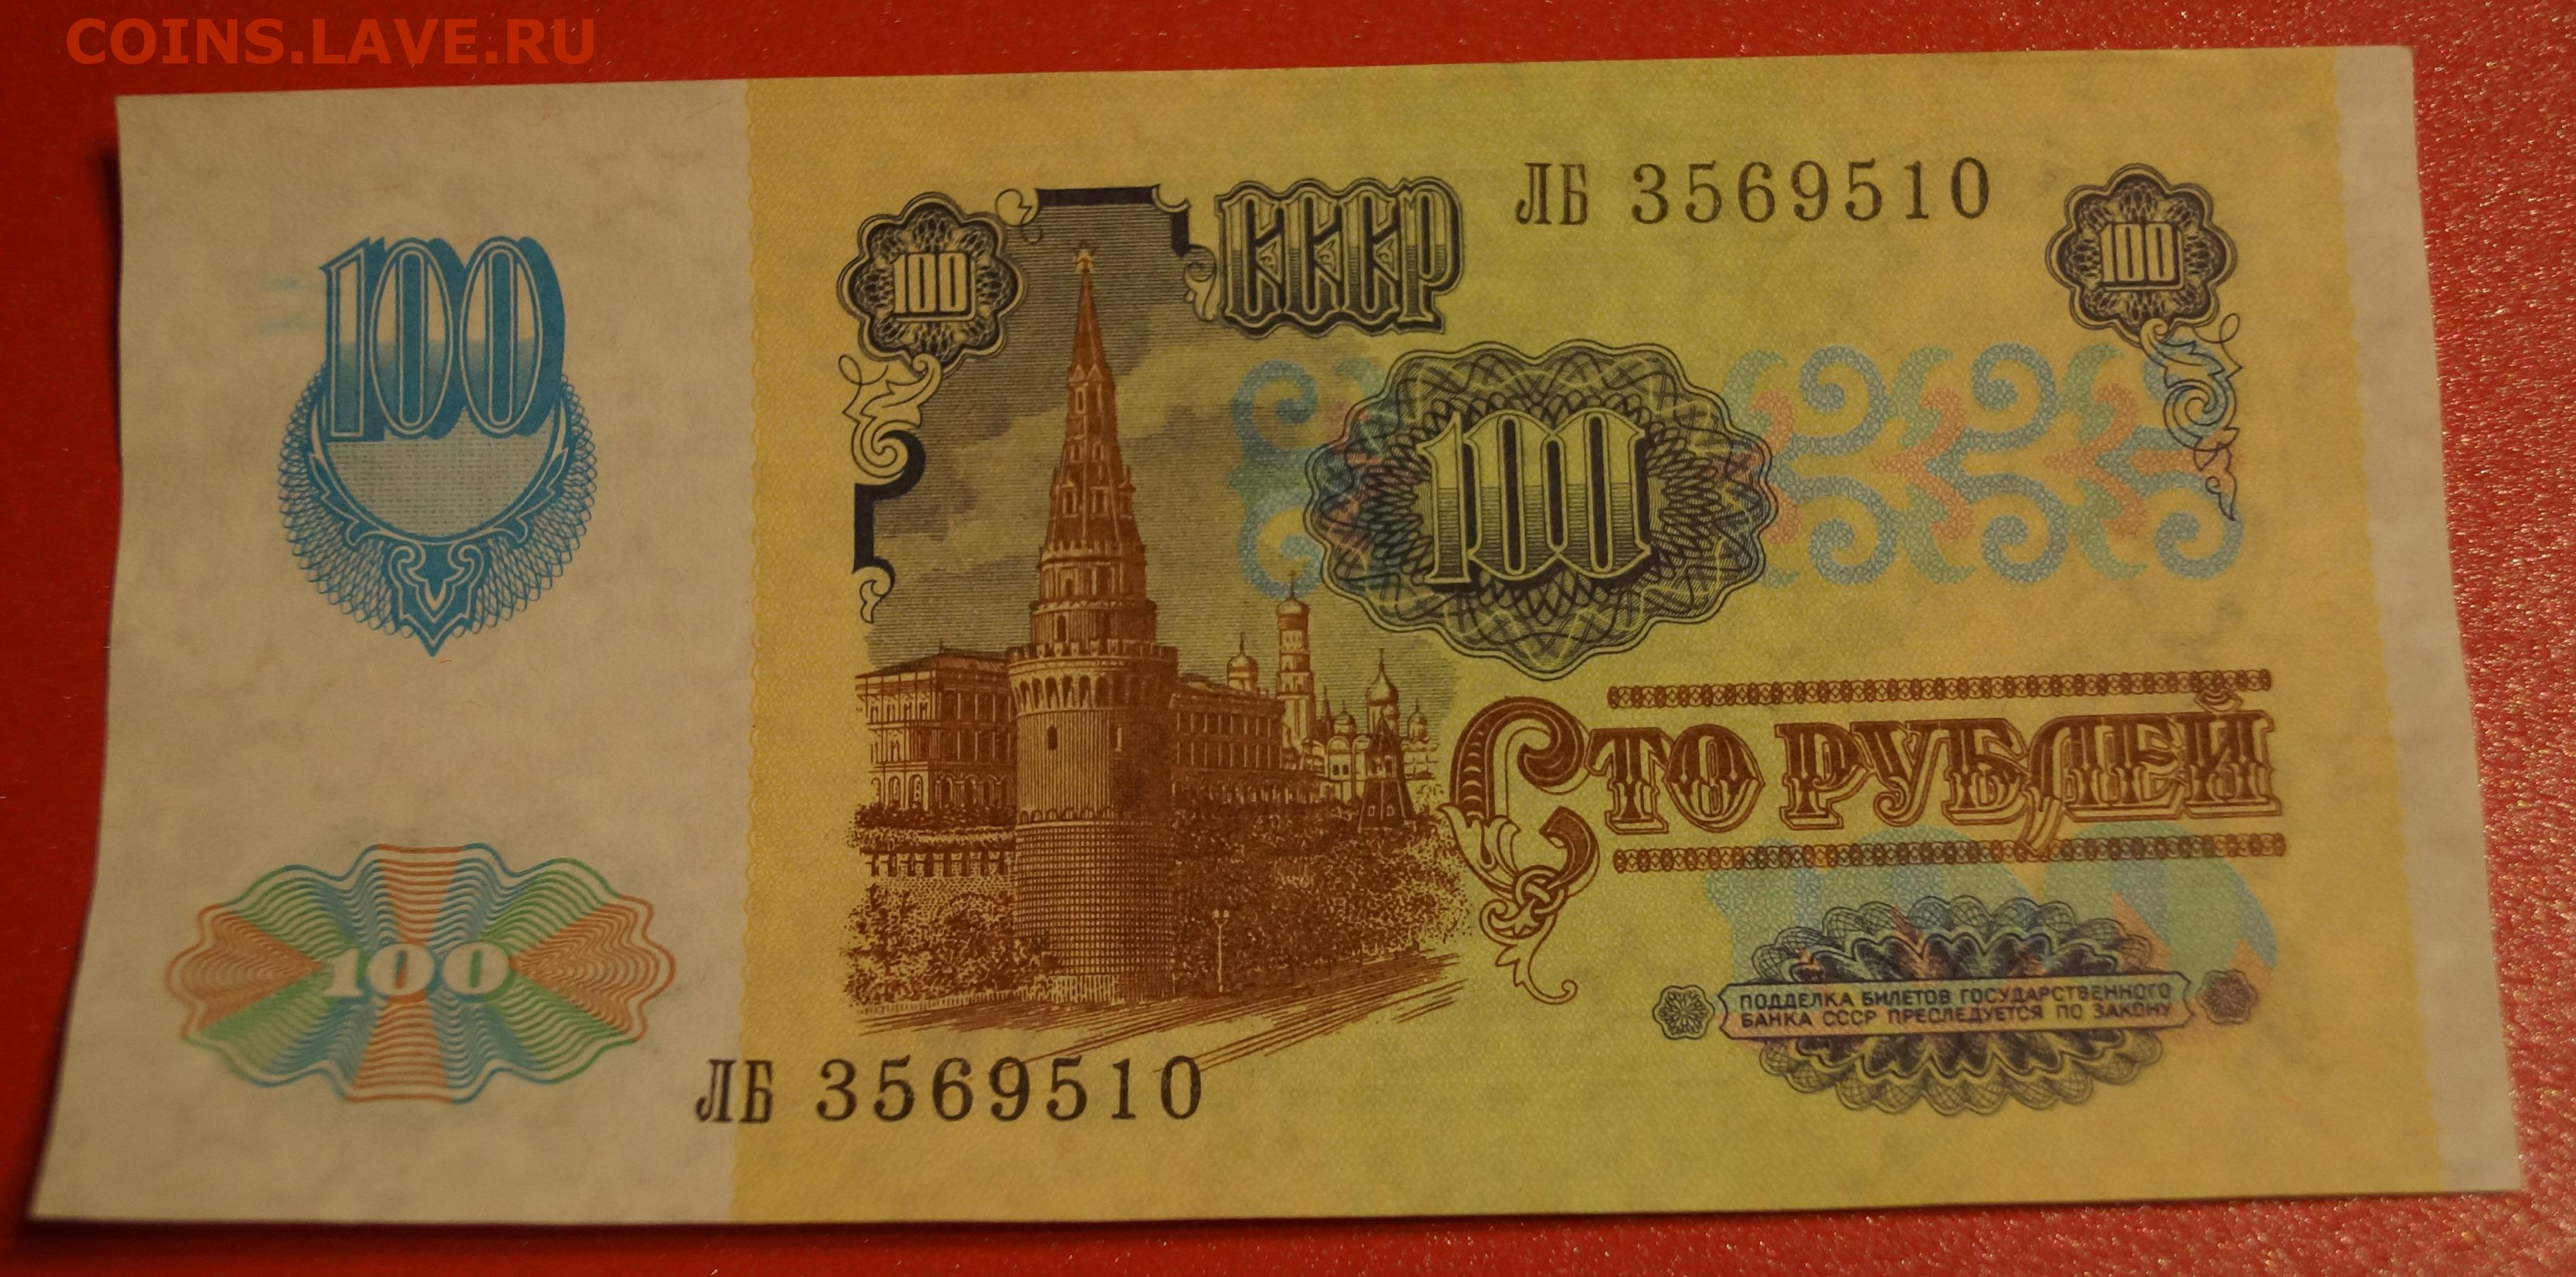 COINS.LAVE.RU
ЛБ 3569510
100
100
СССР
100
100
СТО РУБЛЕЙ
100
ПОДДЕЛКА БИЛЕТОВ ГОСУДАРСТВЕННОГО
БАНКА СССР ПРЕСЛЕДУЕТСЯ ПО ЗАКОНУ
ЛБ 3569510